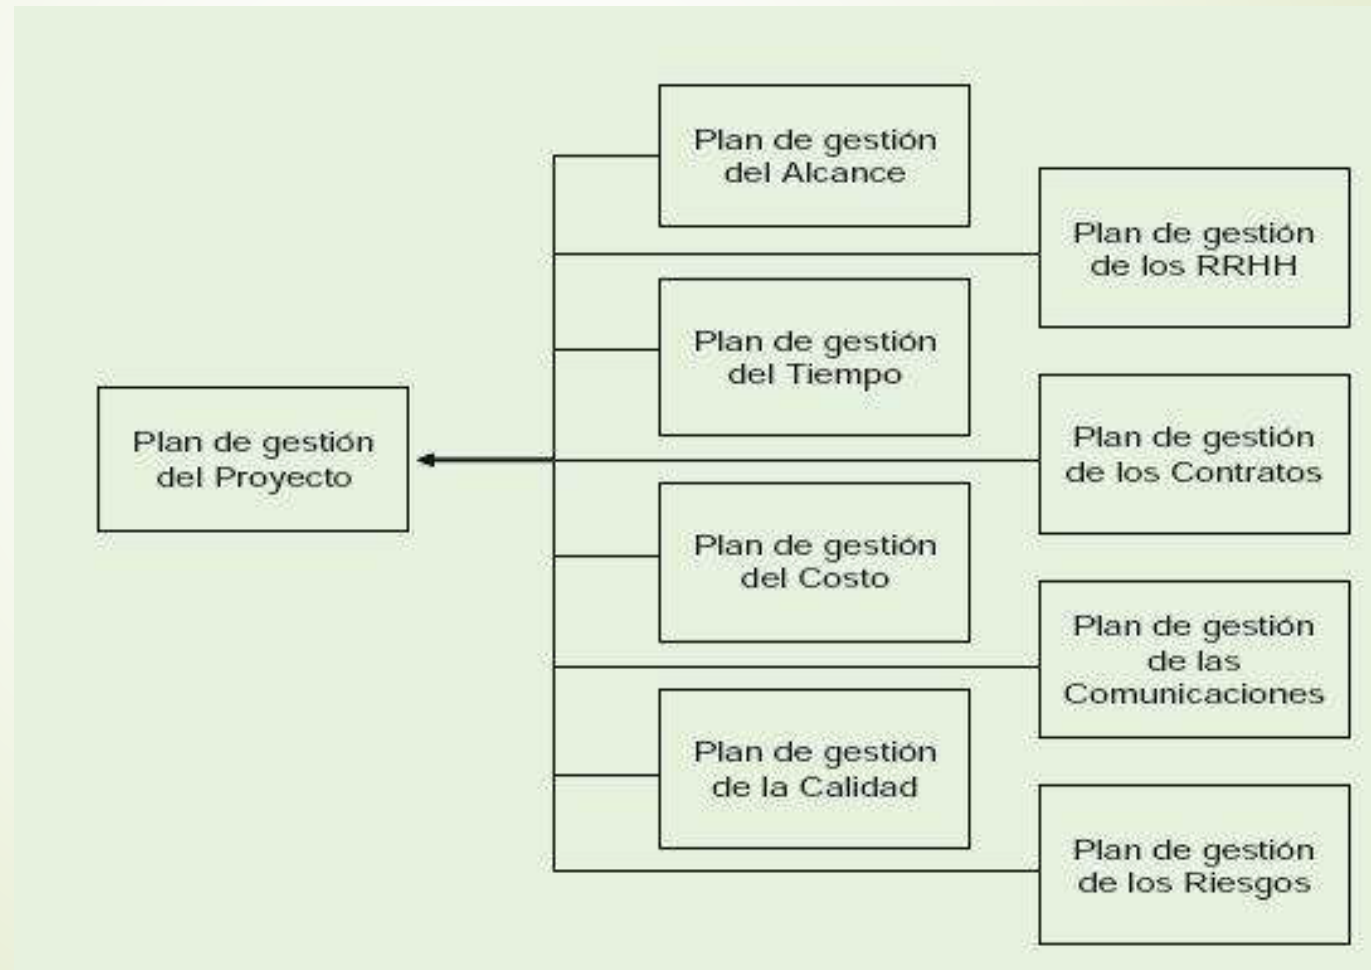 Plan de gestión
del Alcance
Plan de gestión
de los RRHH
Plan de gestión
del Tiempo
Plan de gestión
del Proyecto
Plan de gestión
de los Contratos
Plan de gestión
del Costo
Plan de gestión
de las
Comunicaciones
Plan de gestión
de la Calidad
Plan de gestión
de los Riesgos